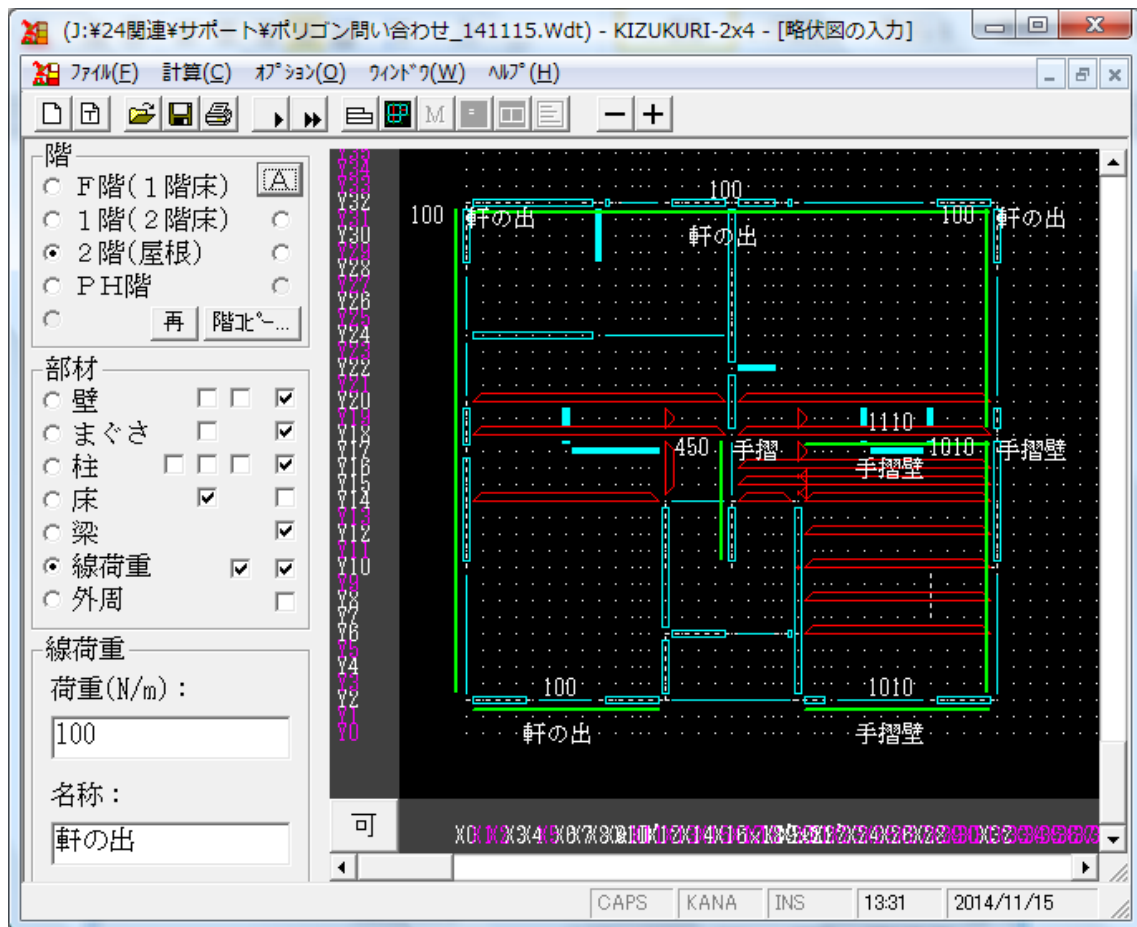 (J:¥24関連¥サポート¥ポリゴン問い合わせ_141115.Wdt) - KIZUKURI-2x4 - [略伏図の入力]
ﾌｧｲﾙ(F) 計算(C) ｵﾌﾟｼｮﾝ(O) ｳｨﾝﾄﾞｳ(W) ﾍﾙﾌﾟ(H)
M
階
A
F階(1階床)
1階(2階床)
2階(屋根)
PH階
再 階ｺﾋﾟｰ...
部材
壁
まぐさ
柱
床
梁
線荷重
外周
線荷重
荷重(N/m)：
100
名称：
軒の出
Y32
Y30
Y28
Y26
Y24
Y22
Y20
Y14
Y12
Y10
Y6
Y4
Y2
Y0
100
100 軒の出
軒の出
100 軒の出
1110
450 手摺
1010 手摺壁
手摺壁
100
1010
軒の出
手摺壁
可
CAPS KANA INS 13:31 2014/11/15